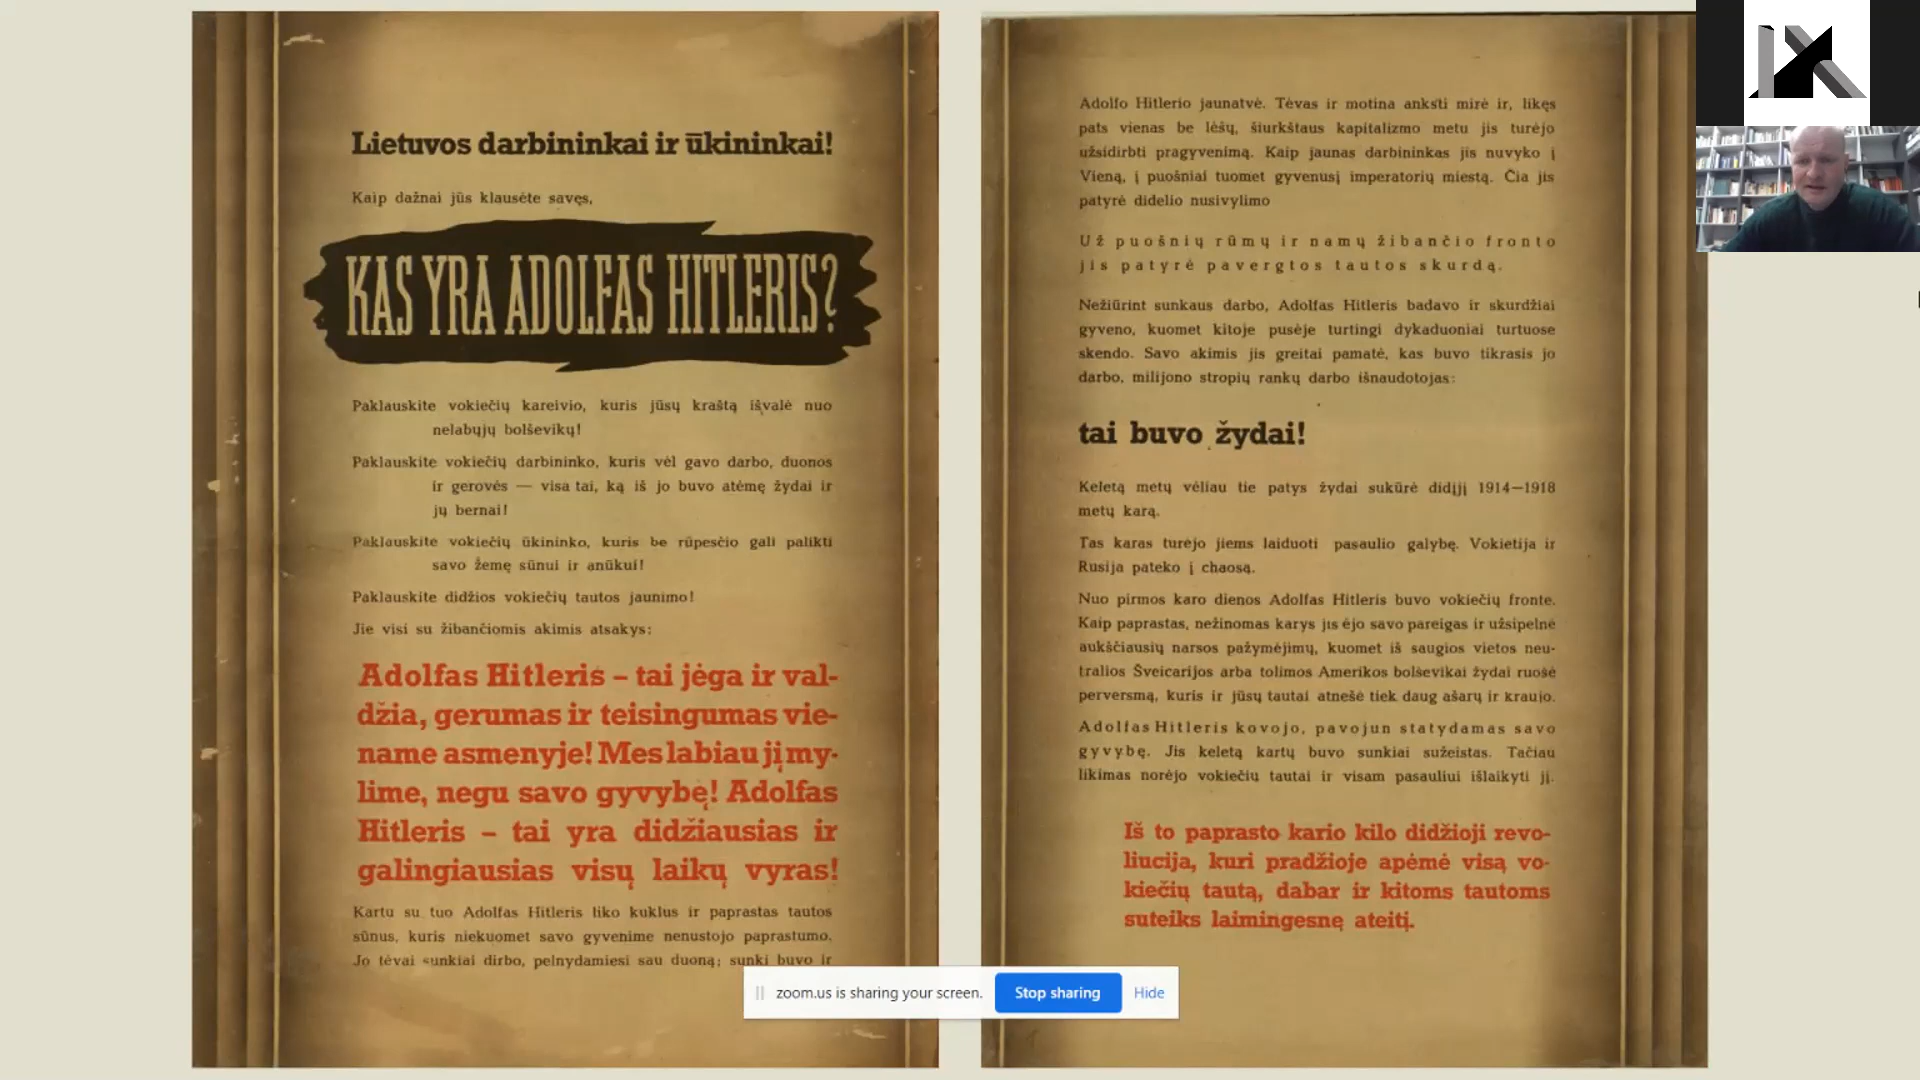 Lietuvos darbininkai ir ūkininkai!
Kaip dažnai jūs klausėte savęs,
KAS YRA ADOLFAS HITLERIS?
Paklauskite vokiečių kareivio, kuris jūsų kraštą išvalė nuo
nelabųjų bolševikų!
Paklauskite vokiečių darbininko, kuris vėl gavo darbo, duonos
ir gerovės — visa tai, ką iš jo buvo atėmę žydai ir
jų bernai!
Paklauskite vokiečių ūkininko, kuris be rūpesčio gali palikti
savo žemę sūnui ir anūkui!
Paklauskite didžios vokiečių tautos jaunimo!
Jie visi su žibančiomis akimis atsakys:
Adolfas Hitleris – tai jėga ir val-
džia, gerumas ir teisingumas vie-
name asmenyje! Mes labiau jį my-
lime, negu savo gyvybę! Adolfas
Hitleris – tai yra didžiausias ir
galingiausias visų laikų vyras!
Kartu su tuo Adolfas Hitleris liko kuklus ir paprastas tautos
sūnus, kuris niekuomet savo gyvenime nenustojo paprastumo.
Jo tėvai sunkiai dirbo, pelnydamiesi sau duoną; sunki buvo ir
Adolfo Hitlerio jaunatvė. Tėvas ir motina anksti mirė ir, likęs
pats vienas be lėšų, šiurkštaus kapitalizmo metu jis turėjo
užsidirbti pragyvenimą. Kaip jaunas darbininkas jis nuvyko į
Vieną, į puošniai tuomet gyvenusį imperatorių miestą. Čia jis
patyrė didelio nusivylimo
Už puošnių rūmų ir namų žibančio fronto
jis patyrė pavergtos tautos skurdą.
Nežiūrint sunkaus darbo, Adolfas Hitleris badavo ir skurdžiai
gyveno, kuomet kitoje pusėje turtingi dykaduoniai turtuose
skendo. Savo akimis jis greitai pamatė, kas buvo tikrasis jo
darbo, milijono stropių rankų darbo išnaudotojas:
tai buvo žydai!
Keletą metų vėliau tie patys žydai sukūrė didįjį 1914—1918
metų karą.
Tas karas turėjo jiems laiduoti pasaulio galybę. Vokietija ir
Rusija pateko į chaosą.
Nuo pirmos karo dienos Adolfas Hitleris buvo vokiečių fronte.
Kaip paprastas, nežinomas karys jis ėjo savo pareigas ir užsipelnė
aukščiausių narsos pažymėjimų, kuomet iš saugios vietos neu-
tralios Šveicarijos arba tolimos Amerikos bolševikai žydai ruošė
perversmą, kuris ir jūsų tautai atnešė tiek daug ašarų ir kraujo.
Adolfas Hitleris kovojo, pavojun statydamas savo
gyvybę. Jis keletą kartų buvo sunkiai sužeistas. Tačiau
likimas norėjo vokiečių tautai ir visam pasauliui išlaikyti jį.
Iš to paprasto kario kilo didžioji revo-
liucija, kuri pradžioje apėmė visą vo-
kiečių tautą, dabar ir kitoms tautoms
suteiks laimingesnę ateitį.
zoom.us is sharing your screen.
Stop sharing
Hide